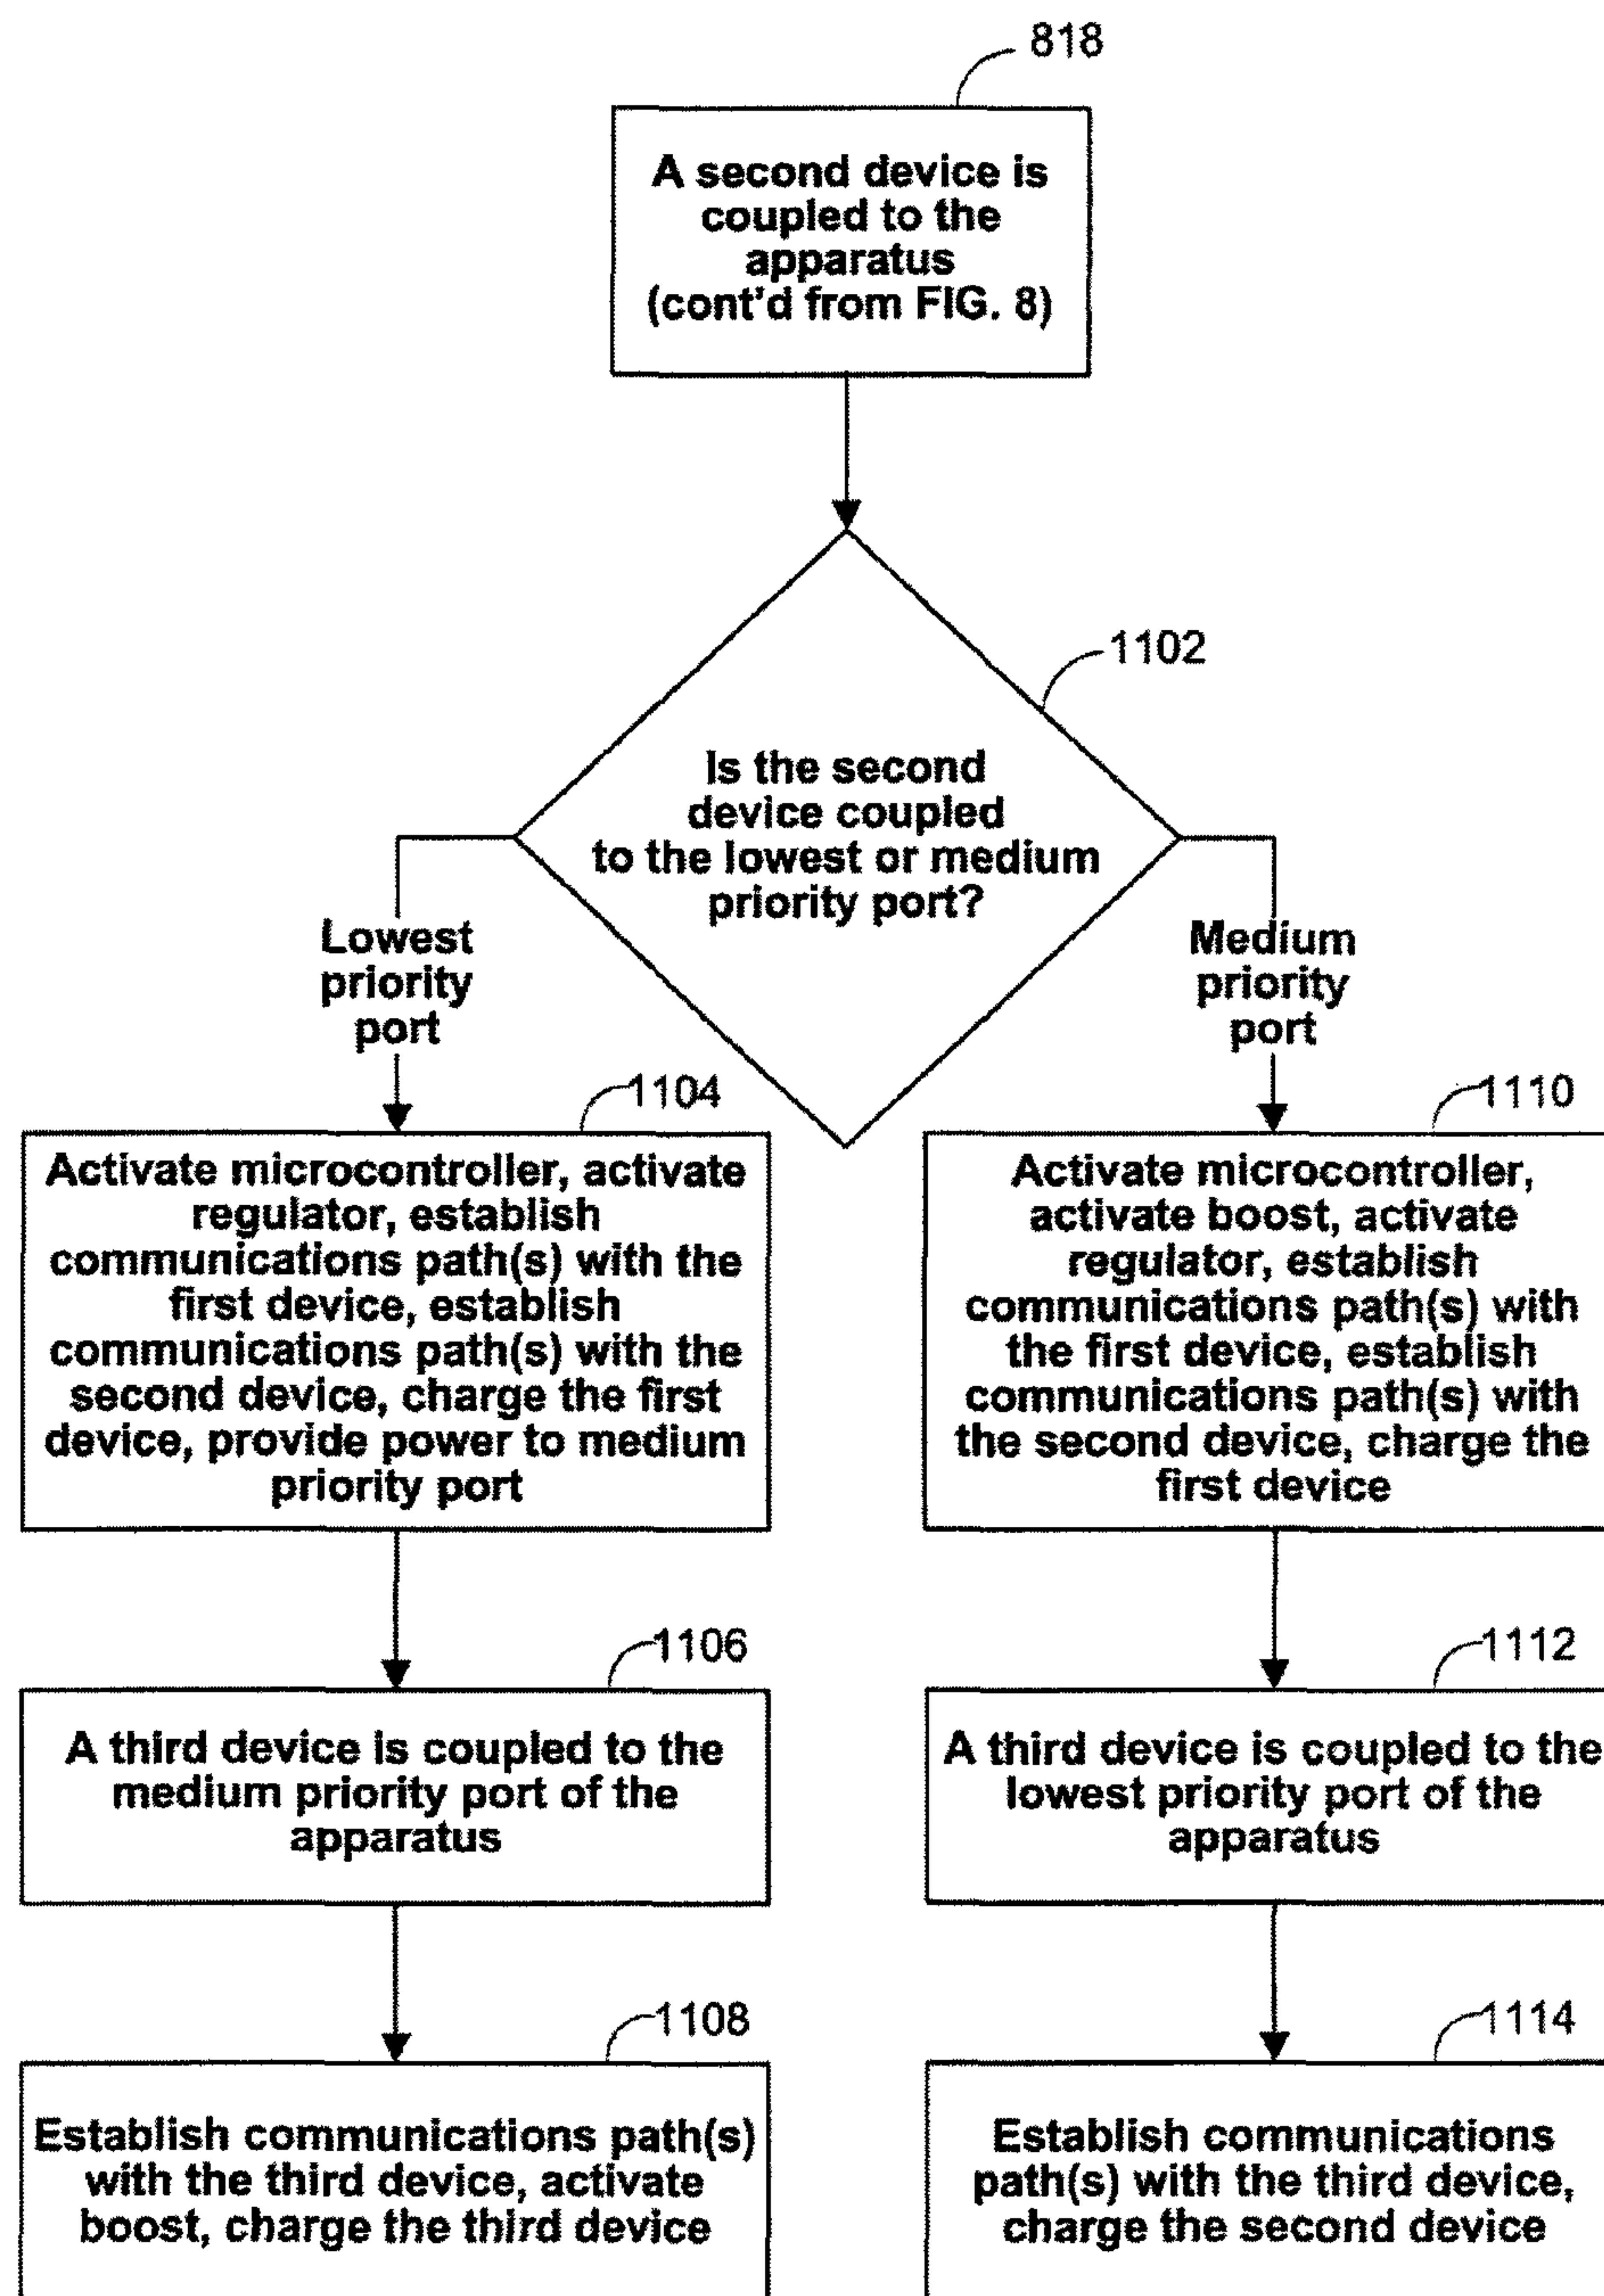 818
A second device is
coupled to the
apparatus
(cont'd from FIG. 8)
1102
Is the second
device coupled
to the lowest or medium
priority port?
Lowest
priority
port
Medium
priority
port
1104
Activate microcontroller, activate
regulator, establish
communications path(s) with the
first device, establish
communications path(s) with the
second device, charge the first
device, provide power to medium
priority port
1110
Activate microcontroller,
activate boost, activate
regulator, establish
communications path(s) with
the first device, establish
communications path(s) with
the second device, charge the
first device
1106
A third device is coupled to the
medium priority port of the
apparatus
1112
A third device is coupled to the
lowest priority port of the
apparatus
1108
Establish communications path(s)
with the third device, activate
boost, charge the third device
1114
Establish communications
path(s) with the third device,
charge the second device